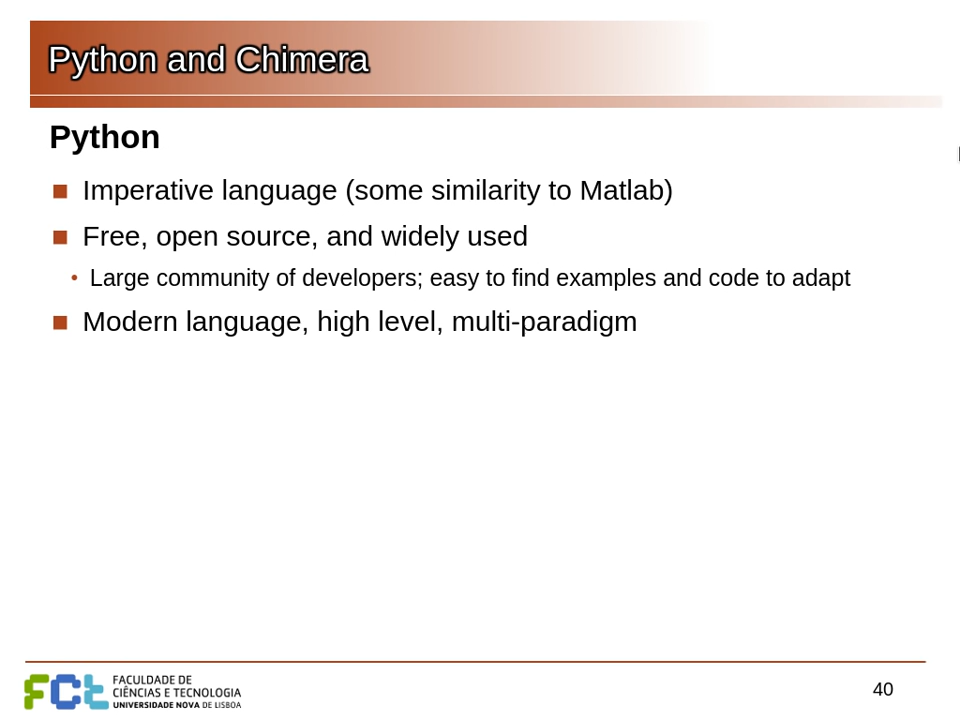 Python and Chimera
Python
Imperative language (some similarity to Matlab)
Free, open source, and widely used
Large community of developers; easy to find examples and code to adapt
Modern language, high level, multi-paradigm
FCt
FACULDADE DE
CIÊNCIAS E TECNOLOGIA
UNIVERSIDADE NOVA DE LISBOA
40